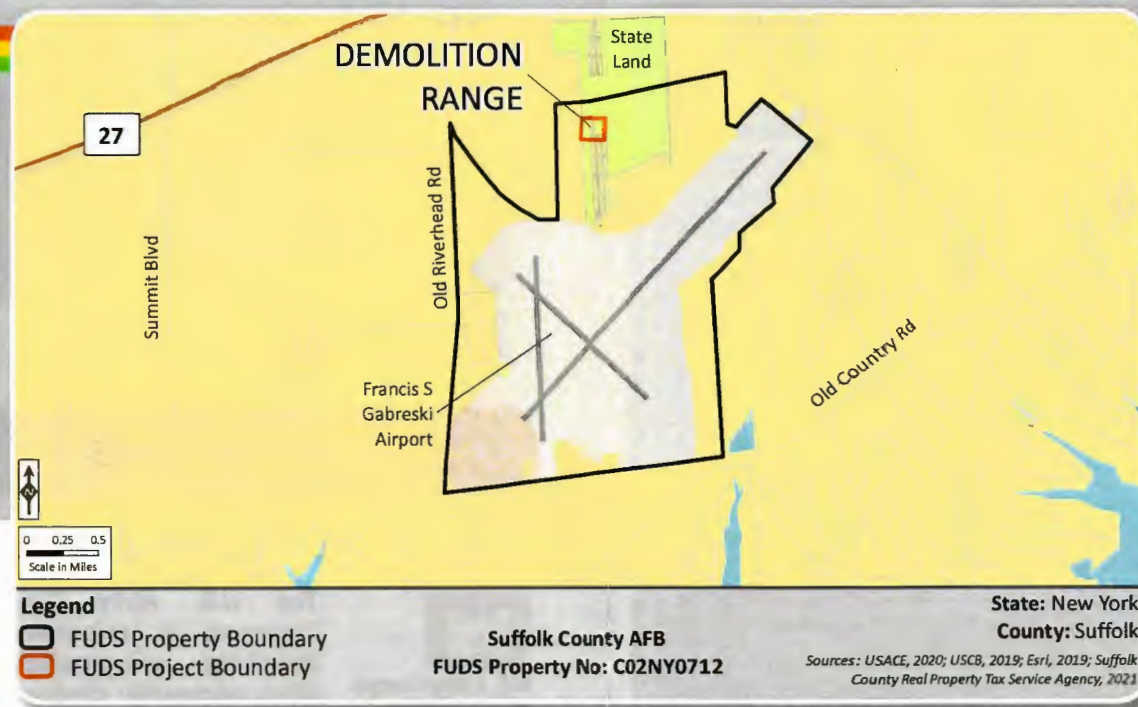 State
Land
DEMOLITION
RANGE
27
Old Riverhead Rd
Summit Blvd
Old Country Rd
Francis S
Gabreski
Airport
N
0 0.25 0.5
Scale in Miles
Legend
FUDS Property Boundary
FUDS Project Boundary
Suffolk County AFB
FUDS Property No: C02NY0712
State: New York
County: Suffolk
Sources: USACE, 2020; USCB, 2019; Esri, 2019; Suffolk
County Real Property Tax Service Agency, 2021